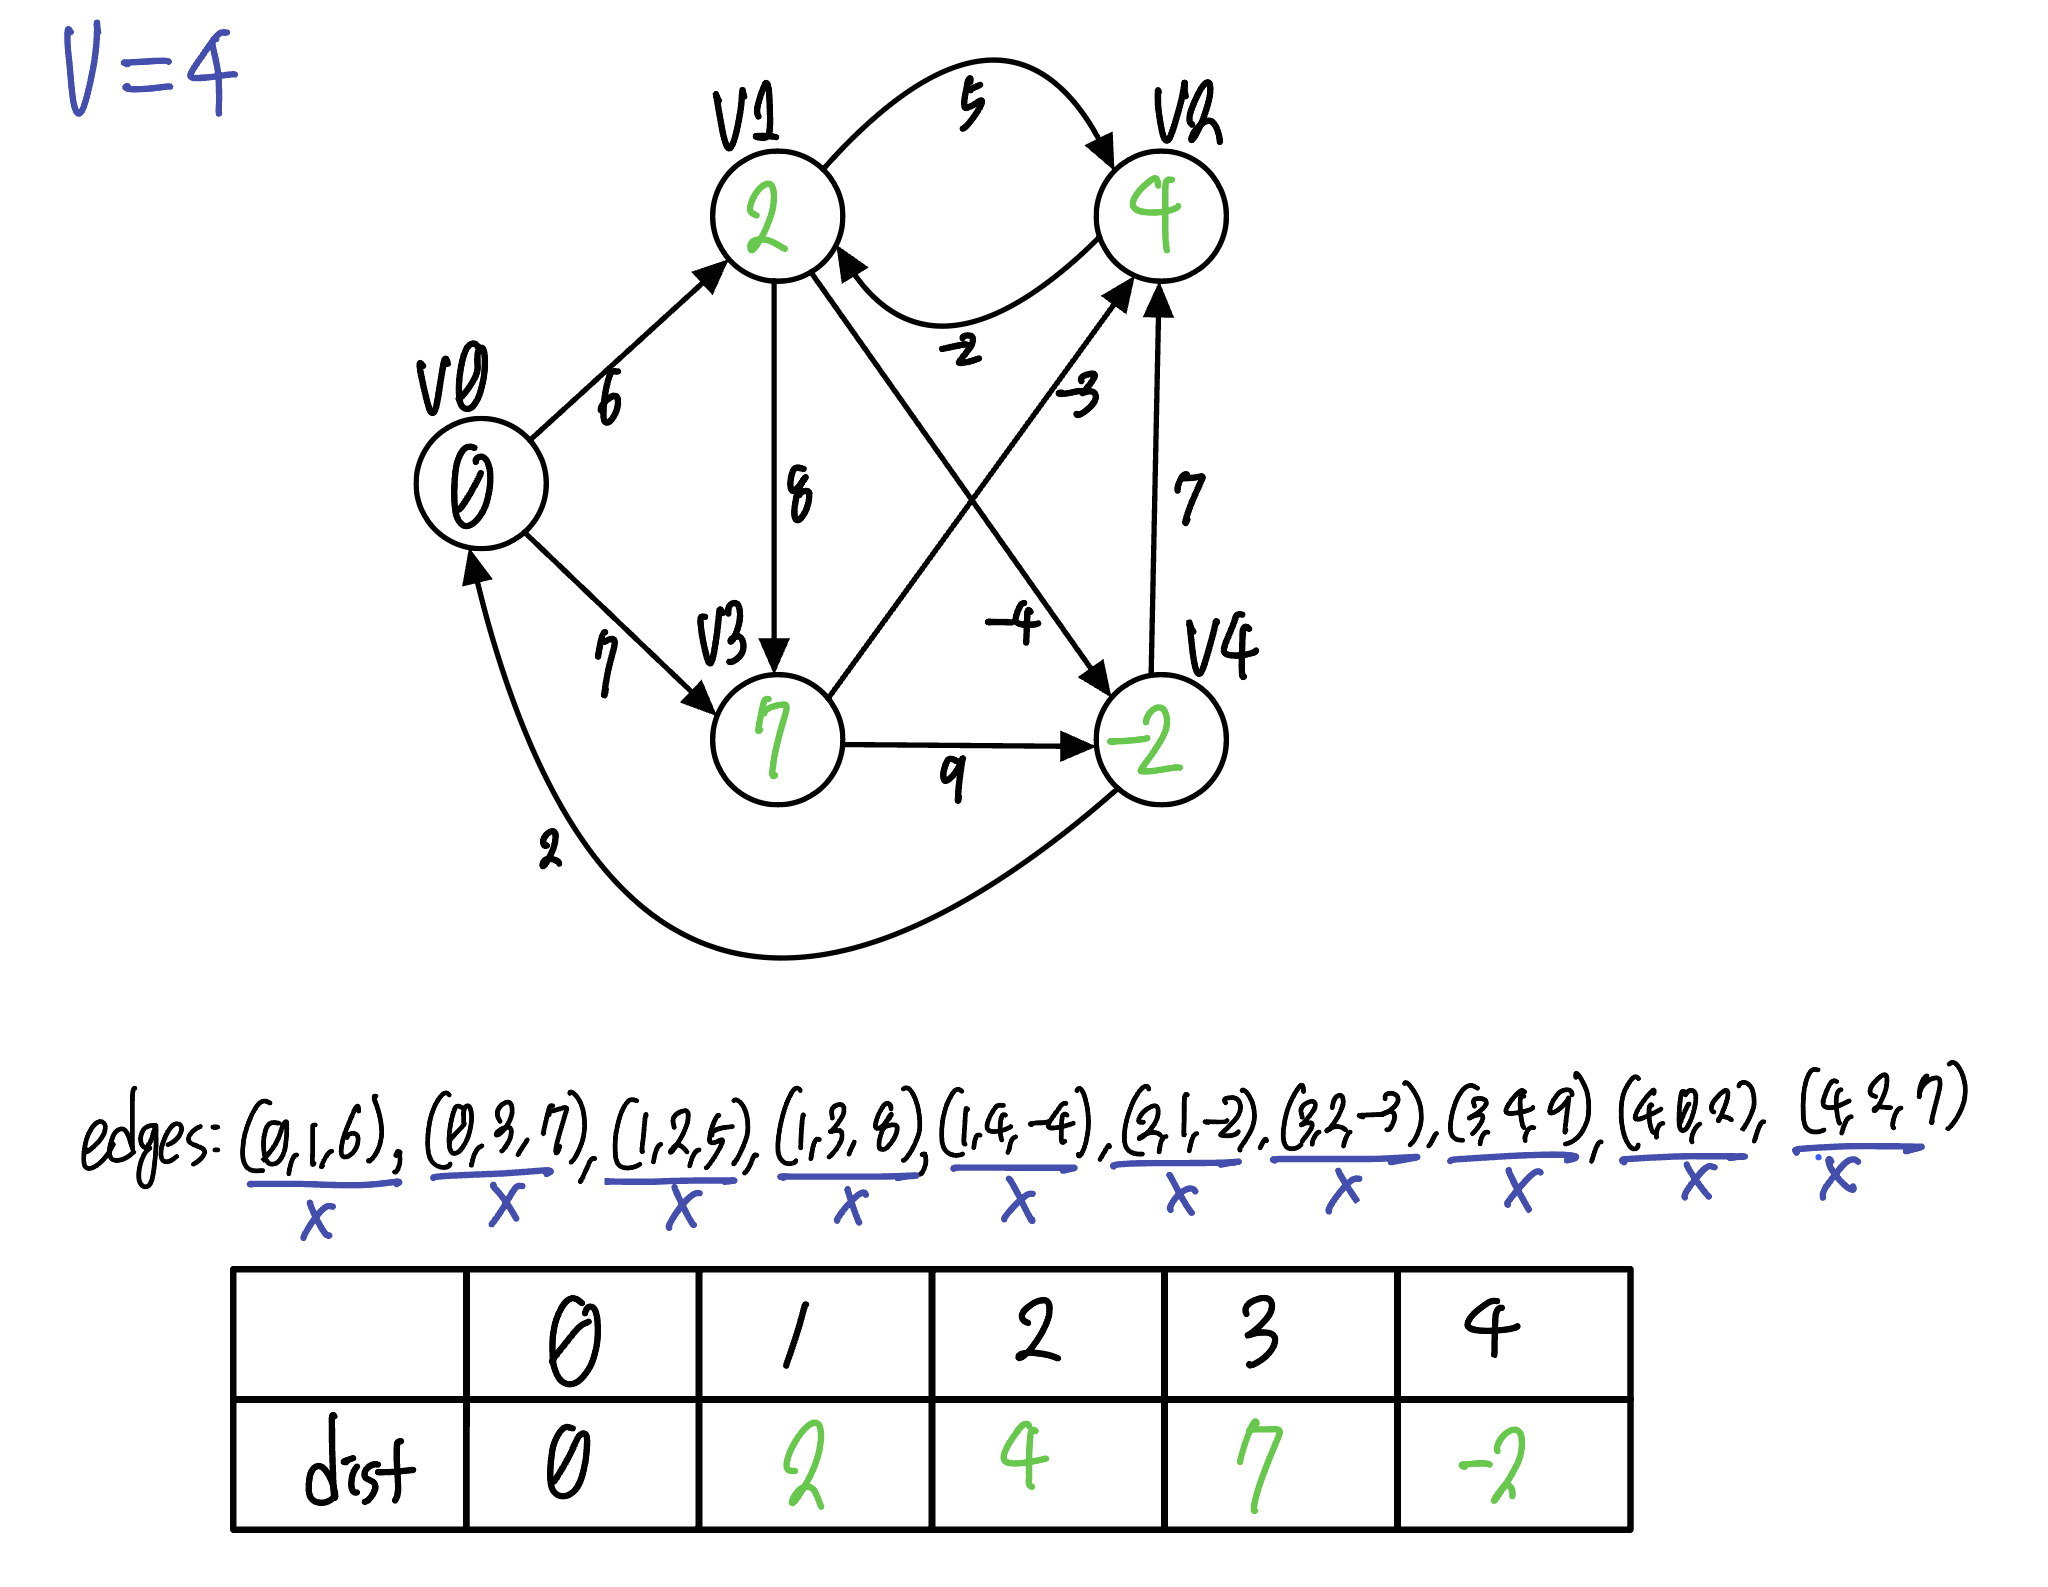 V=4
5
V1
V2
2
4
-2
V0
6
-3
0
8
7
-4
7
V3
V4
7
-2
9
2
edges: (0,1,6), (0,3,7), (1,2,5), (1,3,8), (1,4,-4), (2,1,-2), (3,2,-3), (3,4,9), (4,0,2), (4,2,7)
x x x x x x x x x x
0 1 2 3 4
dist 0 2 4 7 -2